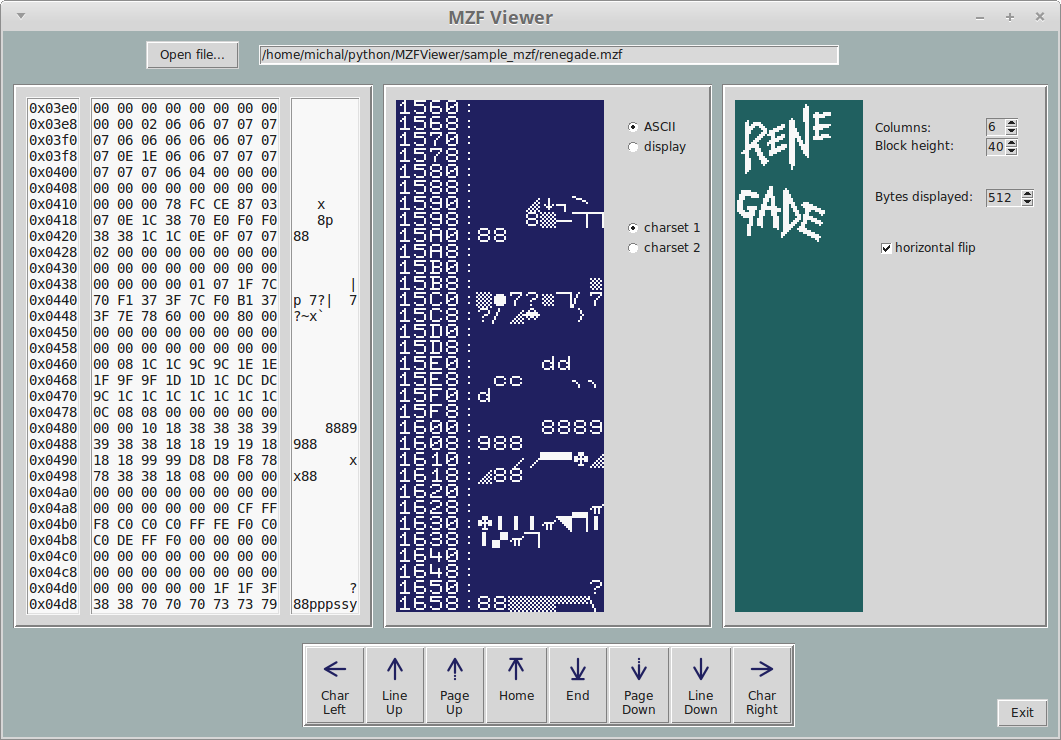 MZF Viewer
Open file...
/home/michal/python/MZFViewer/sample_mzf/renegade.mzf
0x03e0 00 00 00 00 00 00 00 00
0x03e8 00 00 02 06 06 07 07 07
0x03f0 07 06 06 06 06 06 07 07
0x03f8 07 0E 1E 06 06 07 07 07
0x0400 07 07 07 06 04 00 00 00
0x0408 00 00 00 00 00 00 00 00
0x0410 00 00 00 78 FC CE 87 03 x
0x0418 07 0E 1C 38 70 E0 F0 F0 8p
0x0420 38 38 1C 1C 0E 0F 07 07 88
0x0428 02 00 00 00 00 00 00 00
0x0430 00 00 00 00 00 00 00 00
0x0438 00 00 00 00 01 07 1F 7C |
0x0440 70 F1 37 3F 7C F0 B1 37 p 7?| 7
0x0448 3F 7E 78 60 00 00 80 00 ?~x`
0x0450 00 00 00 00 00 00 00 00
0x0458 00 00 00 00 00 00 00 00
0x0460 00 08 1C 1C 9C 9C 1E 1E
0x0468 1F 9F 9F 1D 1D 1C DC DC
0x0470 9C 1C 1C 1C 1C 1C 1C 1C
0x0478 0C 08 08 00 00 00 00 00
0x0480 00 00 10 18 38 38 38 39 8889
0x0488 39 38 38 18 18 19 19 18 988
0x0490 18 18 99 99 D8 D8 F8 78 x
0x0498 78 38 38 18 08 00 00 00 x88
0x04a0 00 00 00 00 00 00 00 00
0x04a8 00 00 00 00 00 00 CF FF
0x04b0 F8 C0 C0 C0 FF FE F0 C0
0x04b8 C0 DE FF F0 00 00 00 00
0x04c0 00 00 00 00 00 00 00 00
0x04c8 00 00 00 00 00 00 00 00
0x04d0 00 00 00 00 00 1F 1F 3F ?
0x04d8 38 38 70 70 70 73 73 79 88pppssy
1560:
1568:
1570:
1578:
1580:
1588:
1590:
1598: 8
15A0: 88
15A8:
15B0:
15B8:
15C0: 7? 7
15C8: ?/ )
15D0:
15D8:
15E0: dd
15E8: cc
15F0: d
15F8:
1600: 8889
1608: 988
1610:
1618: 88
1620:
1628:
1630:
1638:
1640:
1648:
1650: ?
1658: 88
ASCII
display
charset 1
charset 2
RENE
GADE
Columns: 6
Block height: 40
Bytes displayed: 512
horizontal flip
Char Left
Line Up
Page Up
Home
End
Page Down
Line Down
Char Right
Exit